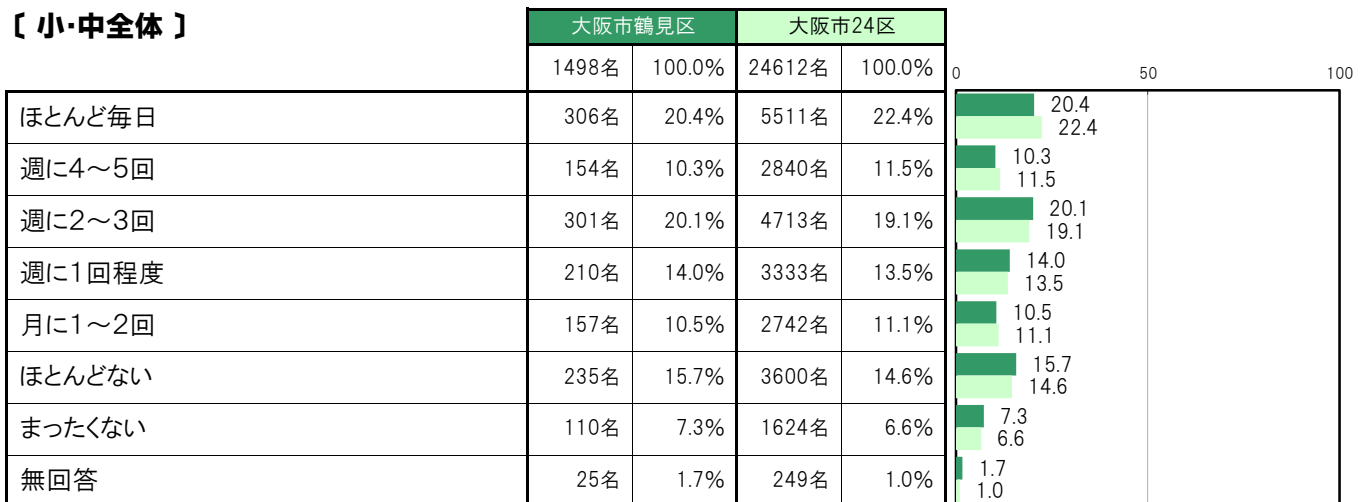 〔 小・中全体 〕
大阪市鶴見区 大阪市24区
1498名 100.0% 24612名 100.0% 0 50 100
ほとんど毎日 306名 20.4% 5511名 22.4% 20.4
22.4
週に4～5回 154名 10.3% 2840名 11.5% 10.3
11.5
週に2～3回 301名 20.1% 4713名 19.1% 20.1
19.1
週に1回程度 210名 14.0% 3333名 13.5% 14.0
13.5
月に1～2回 157名 10.5% 2742名 11.1% 10.5
11.1
ほとんどない 235名 15.7% 3600名 14.6% 15.7
14.6
まったくない 110名 7.3% 1624名 6.6% 7.3
6.6
無回答 25名 1.7% 249名 1.0% 1.7
1.0